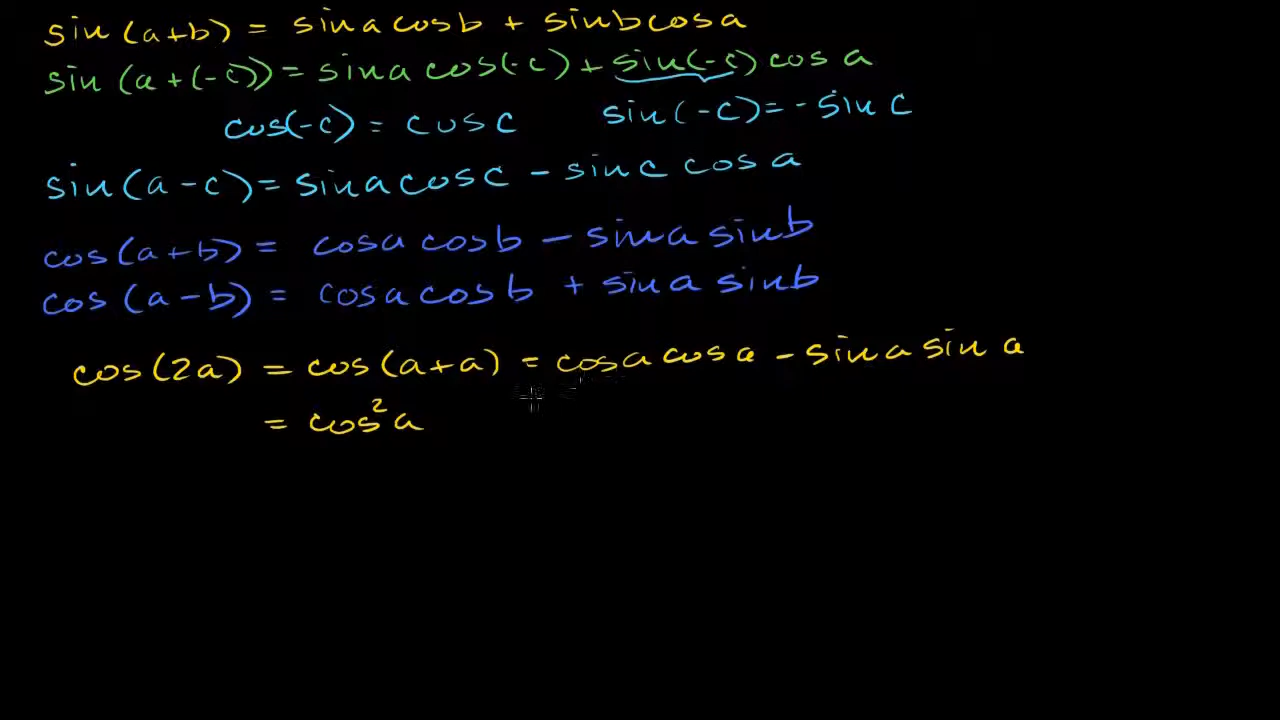 sin (a+b) = sin a cos b + sin b cos a
sin (a + (-c)) = sin a cos(-c) + sin(-c) cos a
cos(-c) = cos c sin(-c) = - sin c
sin (a - c) = sin a cos c - sin c cos a
cos (a+b) = cos a cos b - sin a sin b
cos (a - b) = cos a cos b + sin a sin b
cos (2a) = cos (a+a) = cos a cos a - sin a sin a
= cos² a